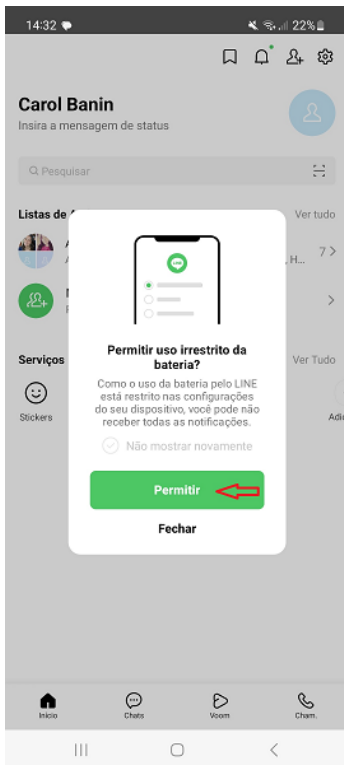 14:32
22%
Carol Banin
Insira a mensagem de status
Pesquisar
Listas de
Ver tudo
, H... 7
LINE
Permitir uso irrestrito da
bateria?
Como o uso da bateria pelo LINE
está restrito nas configurações
do seu dispositivo, você pode não
receber todas as notificações.
Não mostrar novamente
Permitir
Fechar
Serviços
Ver Tudo
Stickers
Adi
Início
Chats
Voom
Cham.